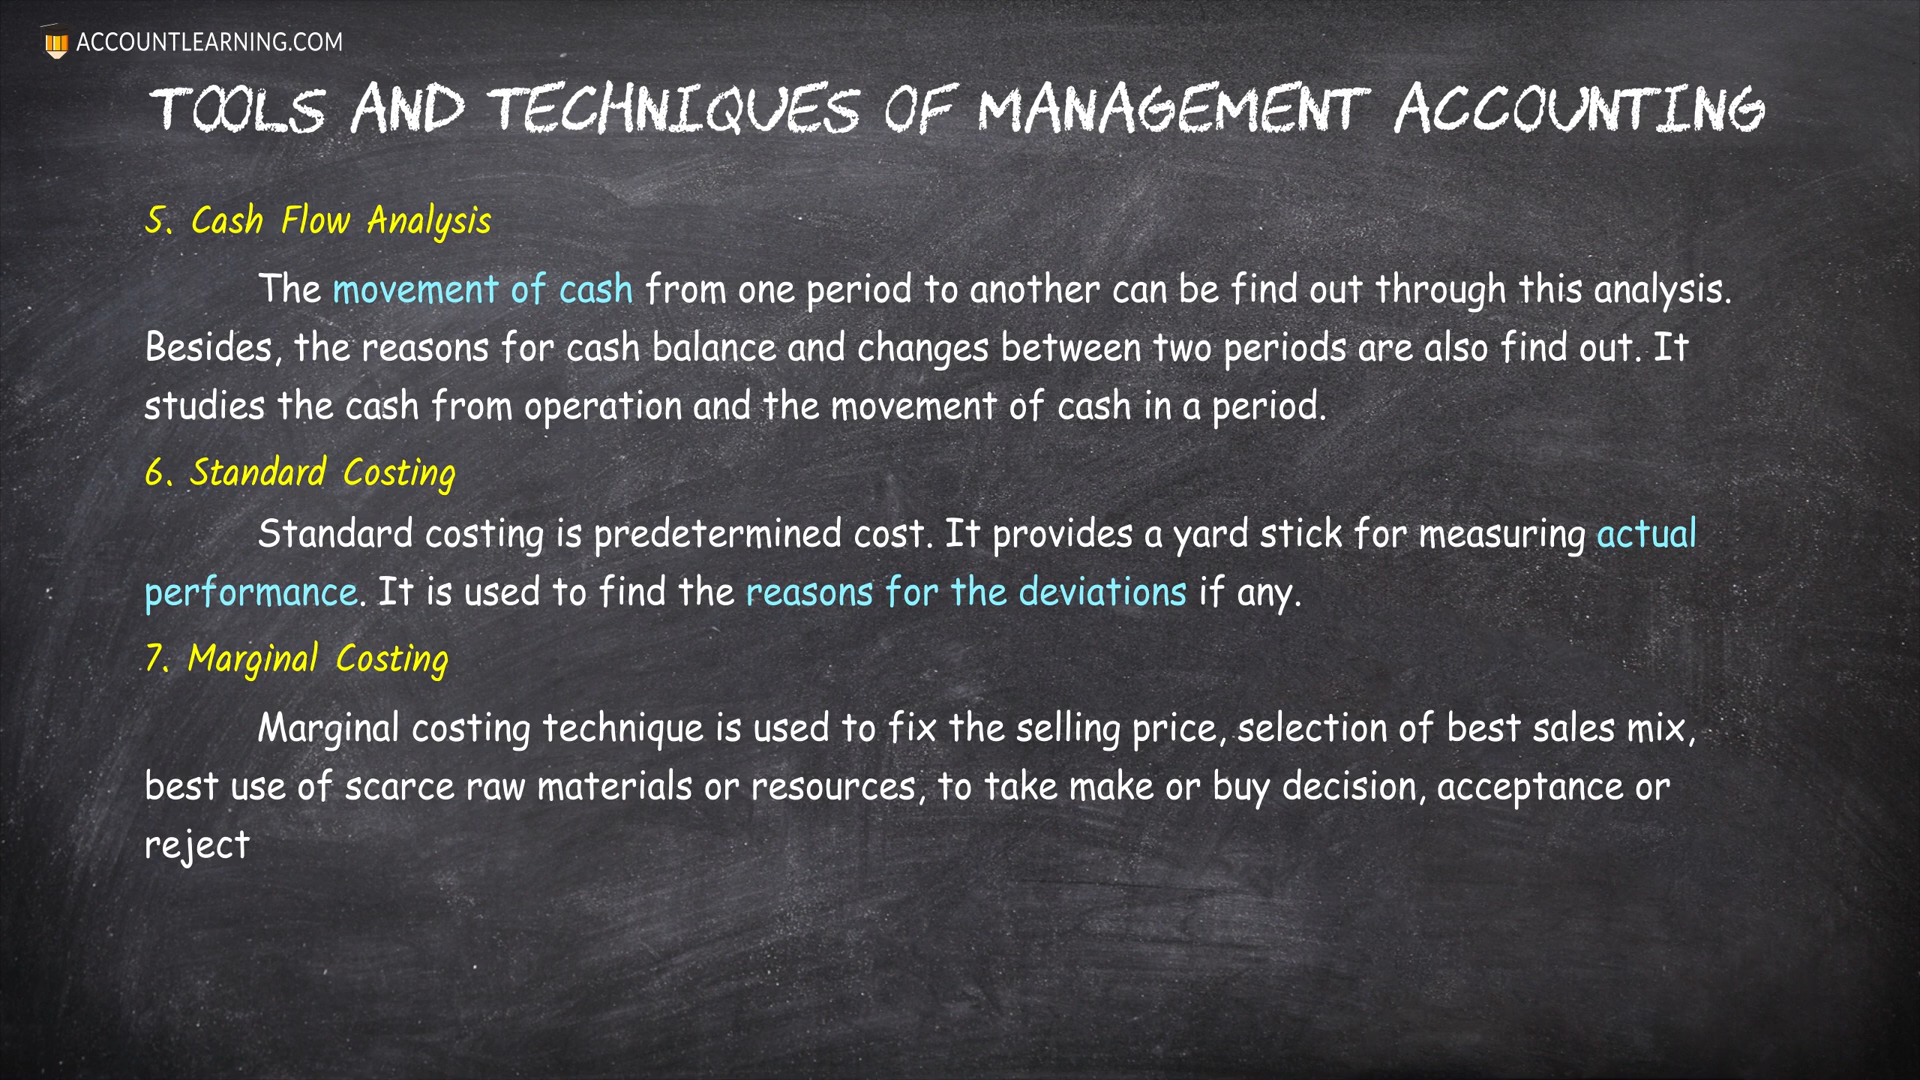 ACCOUNTLEARNING.COM
TOOLS AND TECHNIQUES OF MANAGEMENT ACCOUNTING
5. Cash Flow Analysis
The movement of cash from one period to another can be find out through this analysis.
Besides, the reasons for cash balance and changes between two periods are also find out. It
studies the cash from operation and the movement of cash in a period.
6. Standard Costing
Standard costing is predetermined cost. It provides a yard stick for measuring actual
performance. It is used to find the reasons for the deviations if any.
7. Marginal Costing
Marginal costing technique is used to fix the selling price, selection of best sales mix,
best use of scarce raw materials or resources, to take make or buy decision, acceptance or
reject